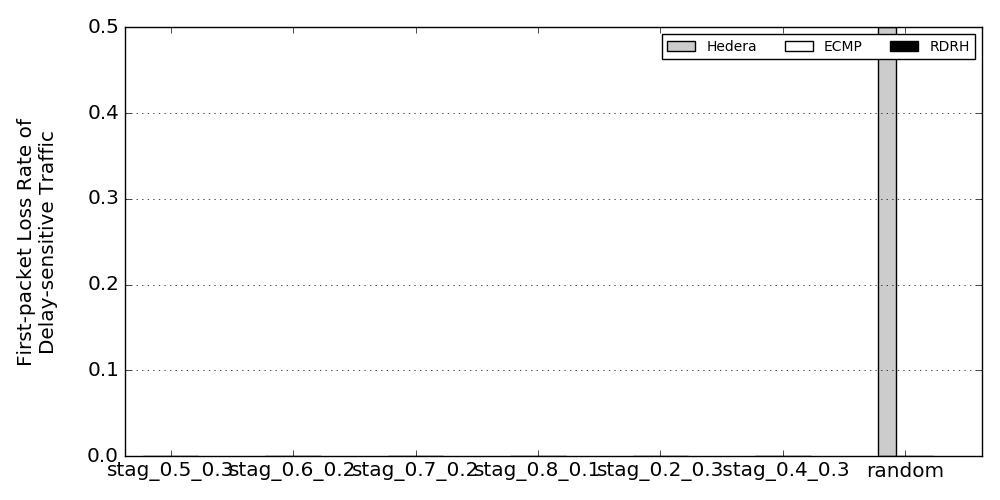 First-packet Loss Rate of
Delay-sensitive Traffic
0.5
0.4
0.3
0.2
0.1
0.0
Hedera ECMP RDRH
stag_0.5_0.3 stag_0.6_0.2 stag_0.7_0.2 stag_0.8_0.1 stag_0.2_0.3 stag_0.4_0.3 random